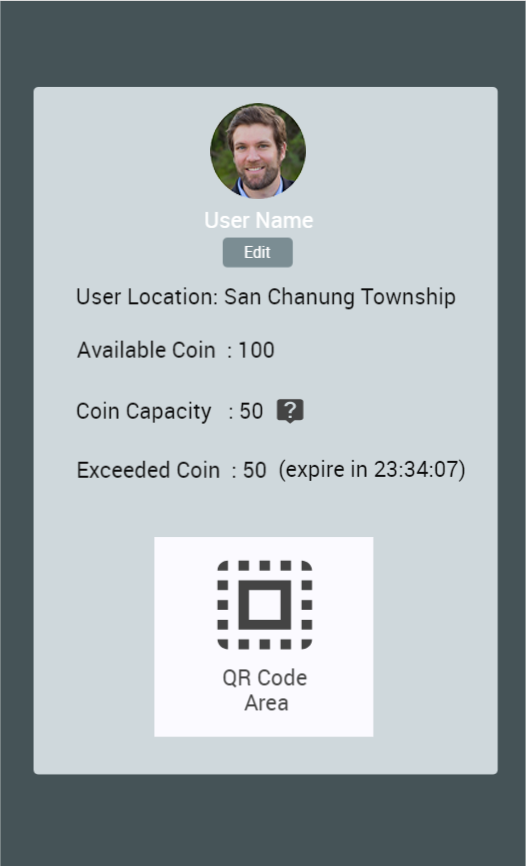 User Name
Edit
User Location: San Chanung Township
Available Coin : 100
Coin Capacity : 50 ?
Exceeded Coin : 50 (expire in 23:34:07)
QR Code
Area